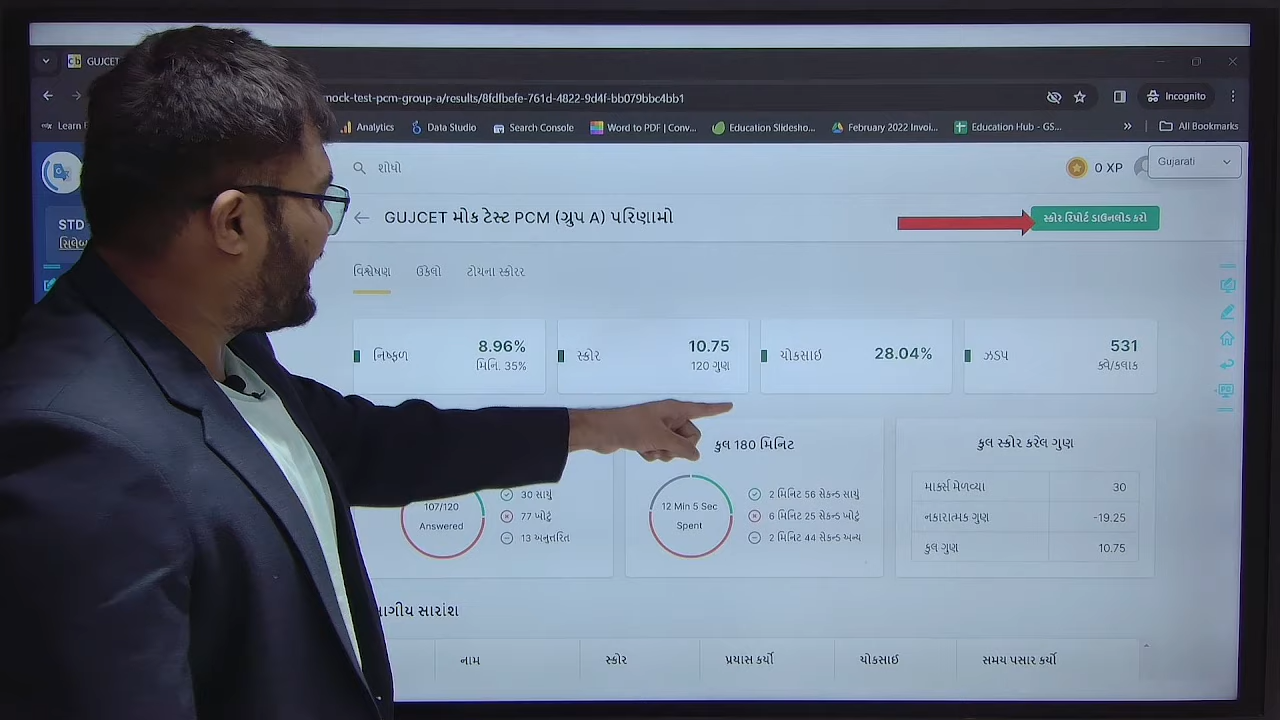 GUJCET
mock-test-pcm-group-a/results/8fdfbefe-761d-4822-9d4f-bb079bbc4bb1
Incognito
Learn
Analytics
Data Studio
Search Console
Word to PDF | Conv...
Education Slidesho...
February 2022 Invoi...
Education Hub - GS...
»
All Bookmarks
શોધો
0 XP
Gujarati
STD
GUJCET મોક ટેસ્ટ PCM (ગ્રુપ A) પરિણામો
સ્કોર રિપોર્ટ ડાઉનલોડ કરો
વિશ્લેષણ
ઉકેલો
ટોચના સ્કોરર
નિષ્ફળ
8.96%
મિનિ. 35%
સ્કોર
10.75
120 ગુણ
ચોકસાઈ
28.04%
ઝડપ
531
ક્વે/કલાક
107/120
Answered
30 સાચું
77 ખોટું
13 અનુત્તરિત
કુલ 180 મિનિટ
12 Min 5 Sec
Spent
2 મિનિટ 56 સેકન્ડ સાચું
6 મિનિટ 25 સેકન્ડ ખોટું
2 મિનિટ 44 સેકન્ડ અન્ય
કુલ સ્કોર કરેલ ગુણ
માર્ક્સ મેળવ્યા 30
નકારાત્મક ગુણ -19.25
કુલ ગુણ 10.75
સારાંશ
નામ
સ્કોર
પ્રયાસ કર્યો
ચોકસાઈ
સમય પસાર કર્યો